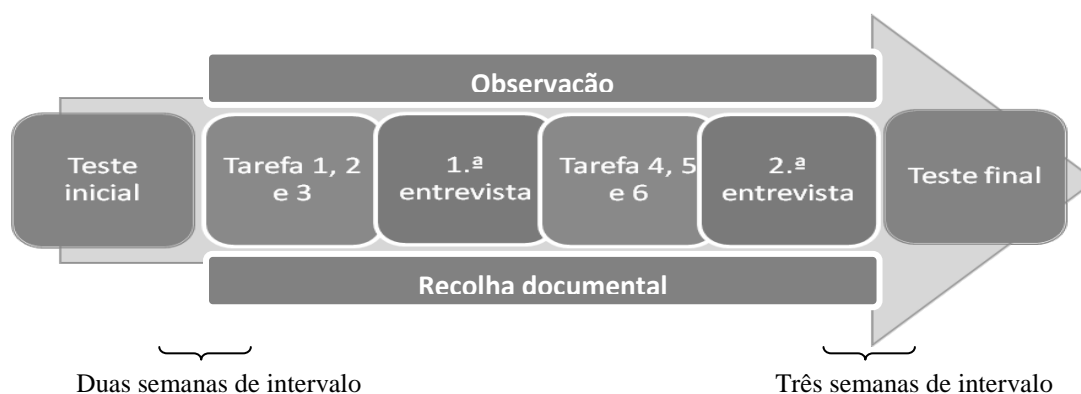 Observação
Teste
inicial
Tarefa 1, 2
e 3
1.ª
entrevista
Tarefa 4, 5
e 6
2.ª
entrevista
Teste final
Recolha documental
Duas semanas de intervalo
Três semanas de intervalo